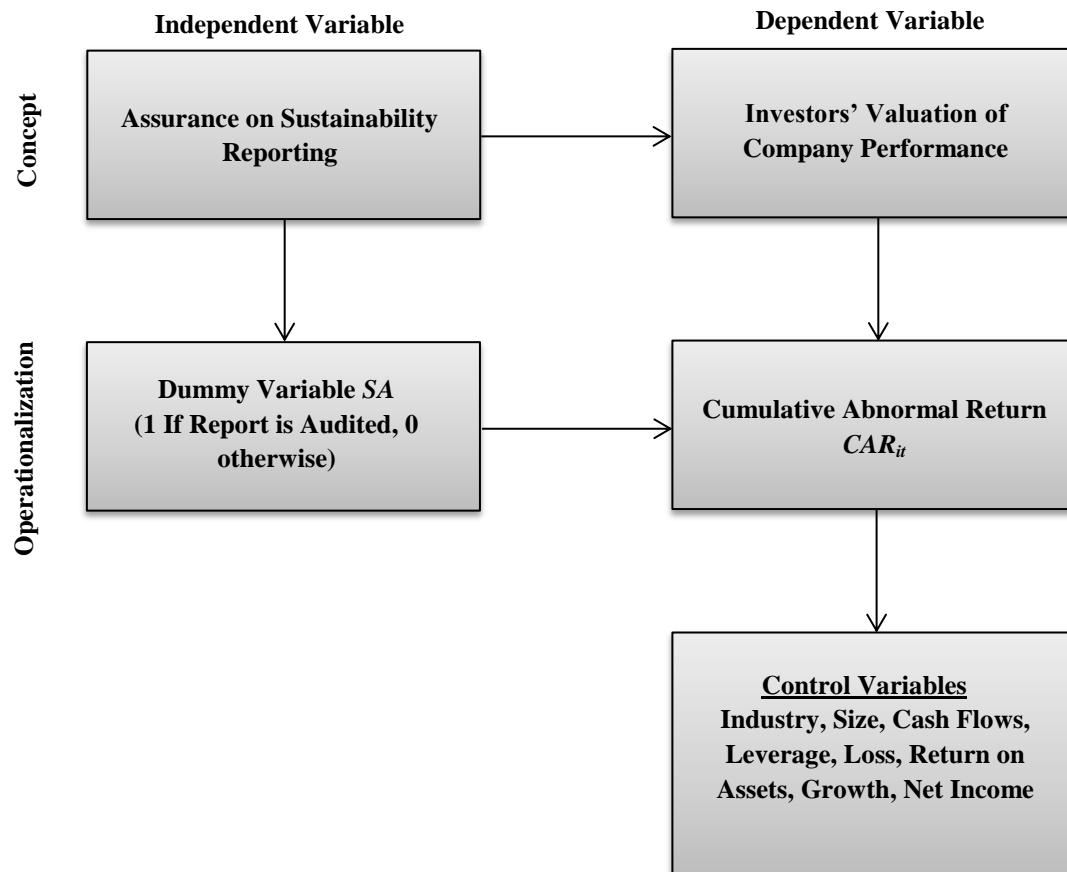 Independent Variable
Dependent Variable
Concept
Assurance on Sustainability
Reporting
Investors’ Valuation of
Company Performance
Operationalization
Dummy Variable SA
(1 If Report is Audited, 0
otherwise)
Cumulative Abnormal Return
CARit
Control Variables
Industry, Size, Cash Flows,
Leverage, Loss, Return on
Assets, Growth, Net Income